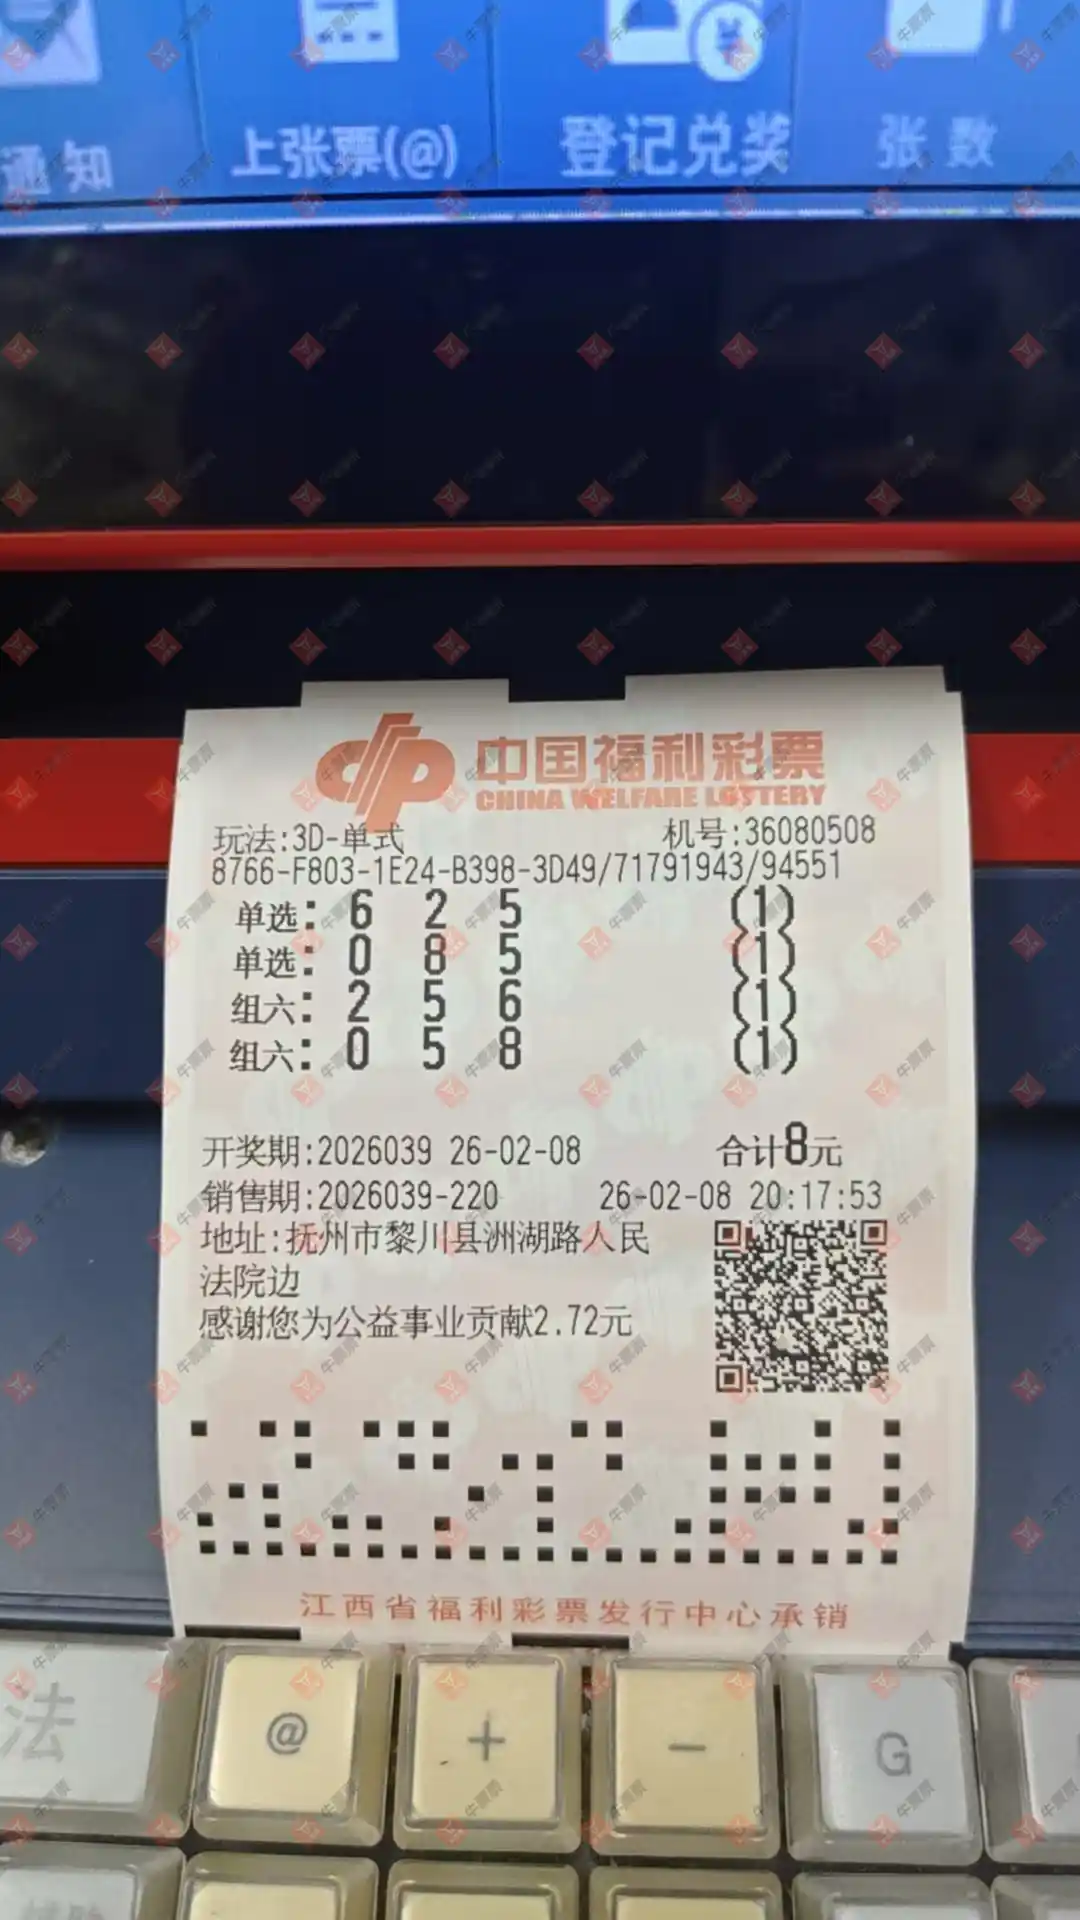 通知 上张票(@) 登记兑奖 张数
中国福利彩票
CHINA WELFARE LOTTERY
玩法:3D-单式 机号:36080508
8766-F803-1E24-B398-3D49/71791943/94551
单选: 6 2 5 (1)
单选: 0 8 5 (1)
组六: 2 5 6 (1)
组六: 0 5 8 (1)
开奖期:2026039 26-02-08 合计8元
销售期:2026039-220 26-02-08 20:17:53
地址:抚州市黎川县洲湖路人民
法院边
感谢您为公益事业贡献2.72元
江西省福利彩票发行中心承销
法 @ + - G
牛票票